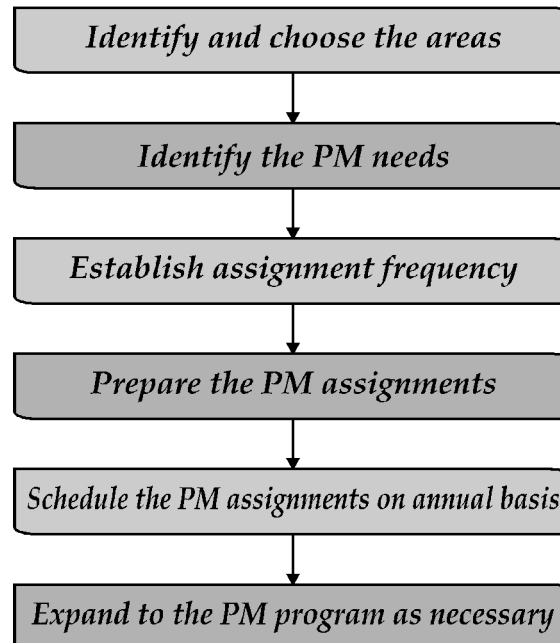 Identify and choose the areas
Identify the PM needs
Establish assignment frequency
Prepare the PM assignments
Schedule the PM assignments on annual basis
Expand to the PM program as necessary